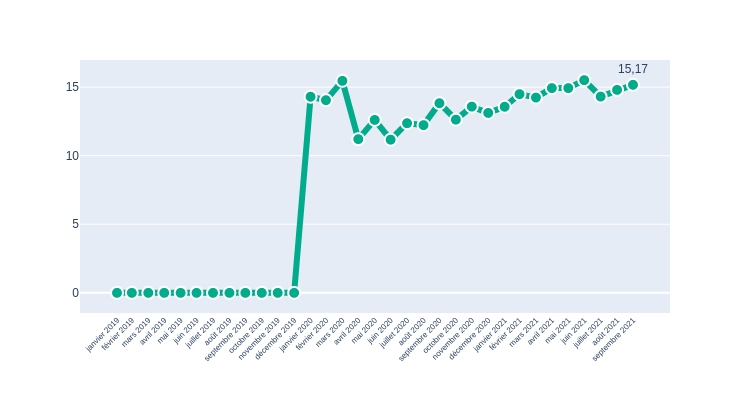 15,17
15
10
5
0
janvier 2019
février 2019
mars 2019
avril 2019
mai 2019
juin 2019
juillet 2019
août 2019
septembre 2019
octobre 2019
novembre 2019
décembre 2019
janvier 2020
février 2020
mars 2020
avril 2020
mai 2020
juin 2020
juillet 2020
août 2020
septembre 2020
octobre 2020
novembre 2020
décembre 2020
janvier 2021
février 2021
mars 2021
avril 2021
mai 2021
juin 2021
juillet 2021
août 2021
septembre 2021